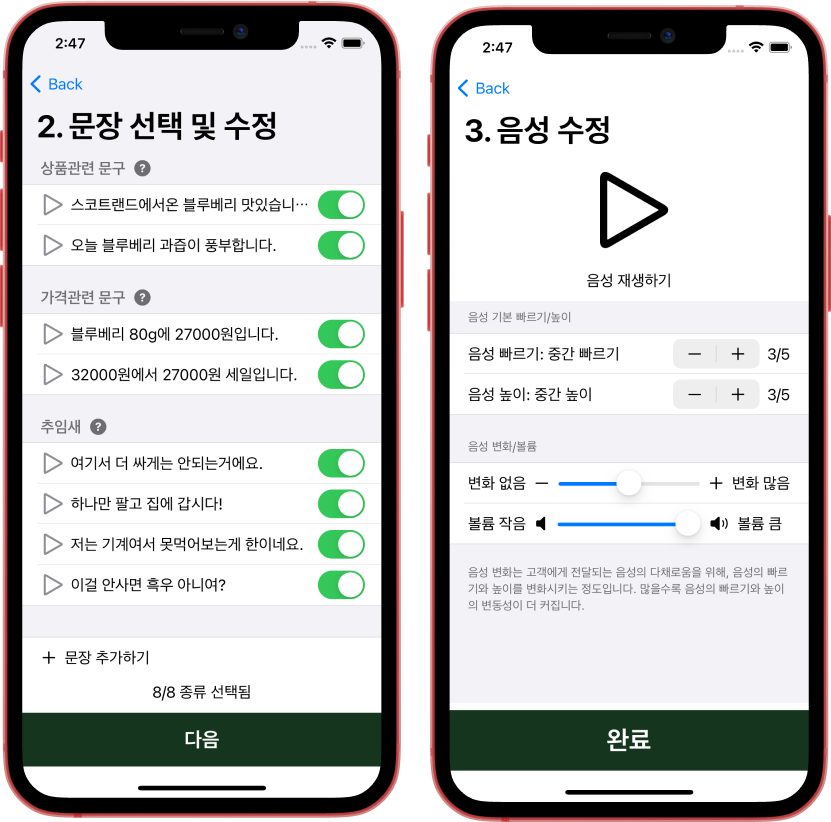 2:47
Back
2. 문장 선택 및 수정
상품관련 문구 ?
스코트랜드에서온 블루베리 맛있습니…
오늘 블루베리 과즙이 풍부합니다.
가격관련 문구 ?
블루베리 80g에 27000원입니다.
32000원에서 27000원 세일입니다.
추임새 ?
여기서 더 싸게는 안되는거에요.
하나만 팔고 집에 갑시다!
저는 기계여서 못먹어보는게 한이네요.
이걸 안사면 흑우 아니여?
+ 문장 추가하기
8/8 종류 선택됨
다음
2:47
Back
3. 음성 수정
음성 재생하기
음성 기본 빠르기/높이
음성 빠르기: 중간 빠르기 − + 3/5
음성 높이: 중간 높이 − + 3/5
음성 변화/볼륨
변화 없음 − + 변화 많음
볼륨 작음 볼륨 큼
음성 변화는 고객에게 전달되는 음성의 다채로움을 위해, 음성의 빠르
기와 높이를 변화시키는 정도입니다. 많을수록 음성의 빠르기와 높이
의 변동성이 더 커집니다.
완료